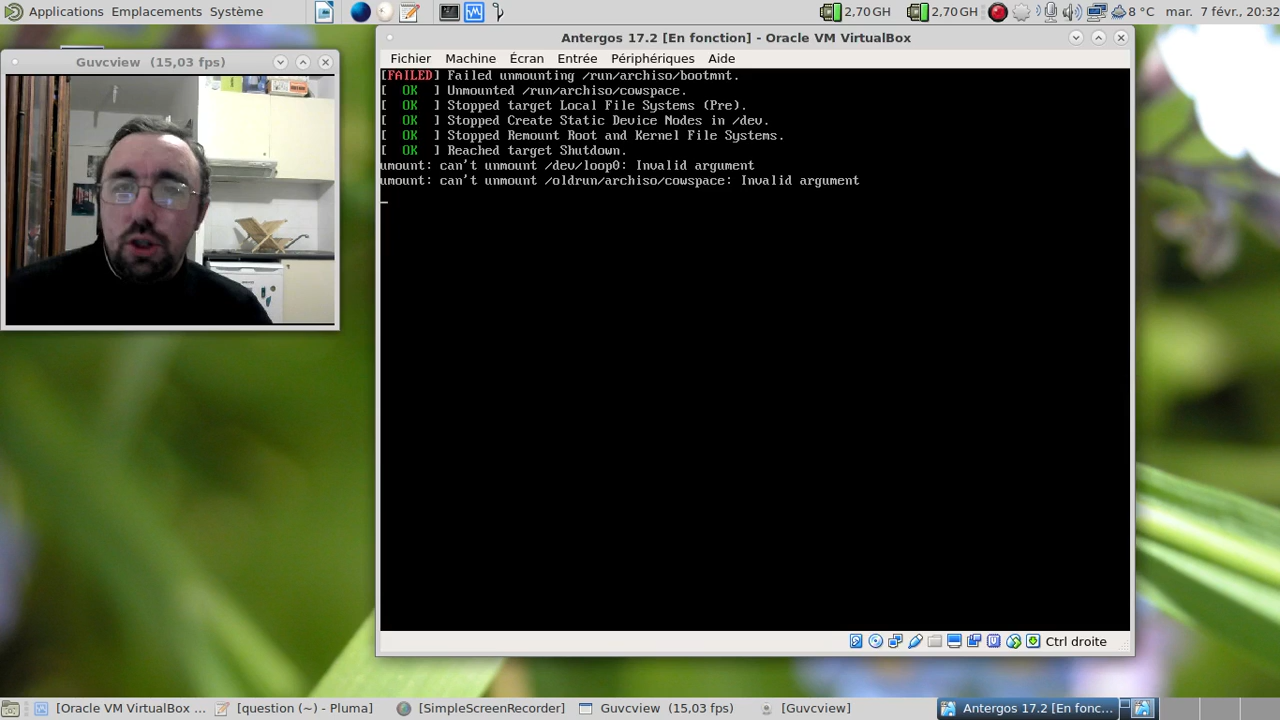 Applications Emplacements Système
2,70 GH
2,70 GH
8 °C
mar. 7 févr., 20:32
Guvcview (15,03 fps)
Antergos 17.2 [En fonction] - Oracle VM VirtualBox
Fichier Machine Écran Entrée Périphériques Aide
[FAILED] Failed unmounting /run/archiso/bootmnt.
[  OK  ] Unmounted /run/archiso/cowspace.
[  OK  ] Stopped target Local File Systems (Pre).
[  OK  ] Stopped Create Static Device Nodes in /dev.
[  OK  ] Stopped Remount Root and Kernel File Systems.
[  OK  ] Reached target Shutdown.
umount: can't unmount /dev/loop0: Invalid argument
umount: can't unmount /oldrun/archiso/cowspace: Invalid argument
Ctrl droite
[Oracle VM VirtualBox ...
[question (~) - Pluma]
[SimpleScreenRecorder]
Guvcview (15,03 fps)
[Guvcview]
Antergos 17.2 [En fonc...